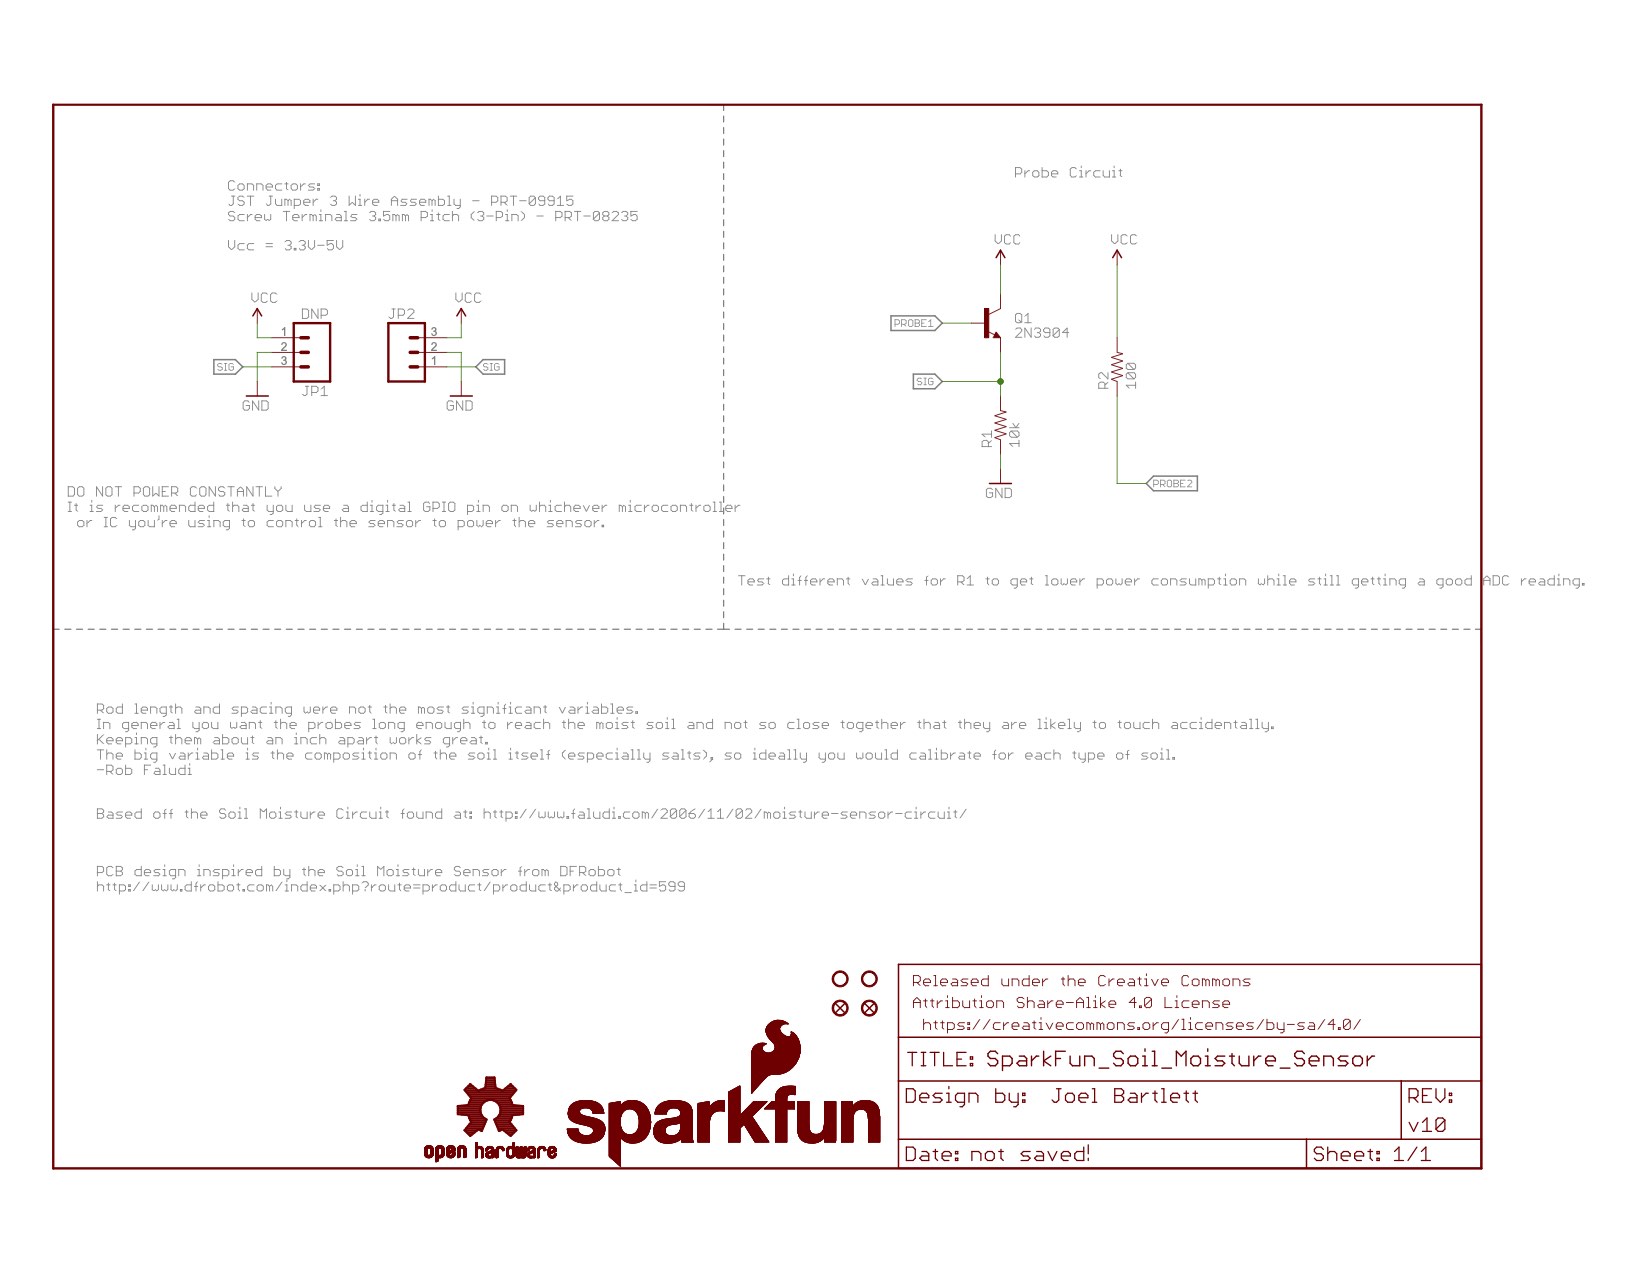 Connectors:
JST Jumper 3 Wire Assembly - PRT-09915
Screw Terminals 3.5mm Pitch (3-Pin) - PRT-08235
Vcc = 3.3V-5V
VCC
DNP
1
2
3
SIG
JP1
GND
JP2
VCC
3
2
1
SIG
GND
DO NOT POWER CONSTANTLY
It is recommended that you use a digital GPIO pin on whichever microcontroller
or IC you're using to control the sensor to power the sensor.
Probe Circuit
VCC
VCC
PROBE1
Q1
2N3904
SIG
R1
10k
GND
R2
100
PROBE2
Test different values for R1 to get lower power consumption while still getting a good ADC reading.
Rod length and spacing were not the most significant variables.
In general you want the probes long enough to reach the moist soil and not so close together that they are likely to touch accidentally.
Keeping them about an inch apart works great.
The big variable is the composition of the soil itself (especially salts), so ideally you would calibrate for each type of soil.
-Rob Faludi
Based off the Soil Moisture Circuit found at: http://www.faludi.com/2006/11/02/moisture-sensor-circuit/
PCB design inspired by the Soil Moisture Sensor from DFRobot
http://www.dfrobot.com/index.php?route=product/product&product_id=599
open hardware
sparkfun
Released under the Creative Commons
Attribution Share-Alike 4.0 License
https://creativecommons.org/licenses/by-sa/4.0/
TITLE: SparkFun_Soil_Moisture_Sensor
Design by: Joel Bartlett
REV:
v10
Date: not saved!
Sheet: 1/1